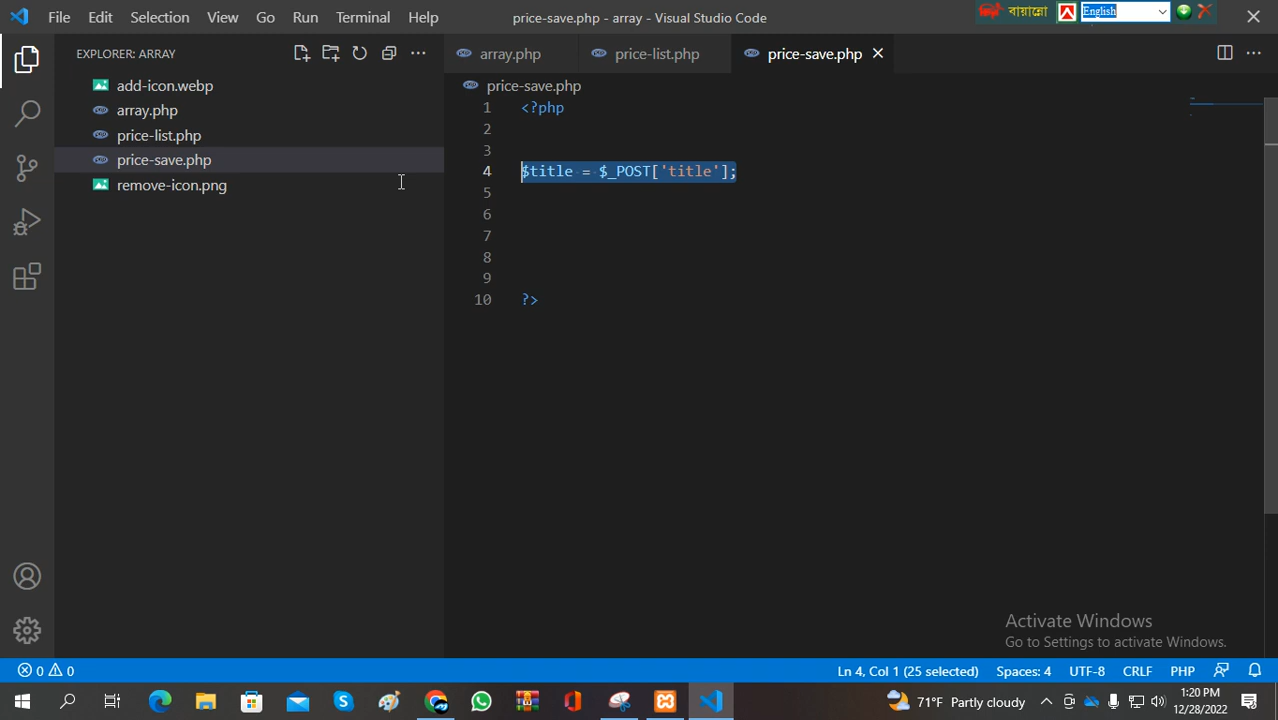 File Edit Selection View Go Run Terminal Help
price-save.php - array - Visual Studio Code
বায়ান্নো
English
EXPLORER: ARRAY
add-icon.webp
array.php
price-list.php
price-save.php
remove-icon.png
array.php price-list.php price-save.php
price-save.php
1 <?php
2
3
4 $title = $_POST['title'];
5
6
7
8
9
10 ?>
Activate Windows
Go to Settings to activate Windows.
0 0
Ln 4, Col 1 (25 selected) Spaces: 4 UTF-8 CRLF PHP
71°F Partly cloudy
1:20 PM
12/28/2022